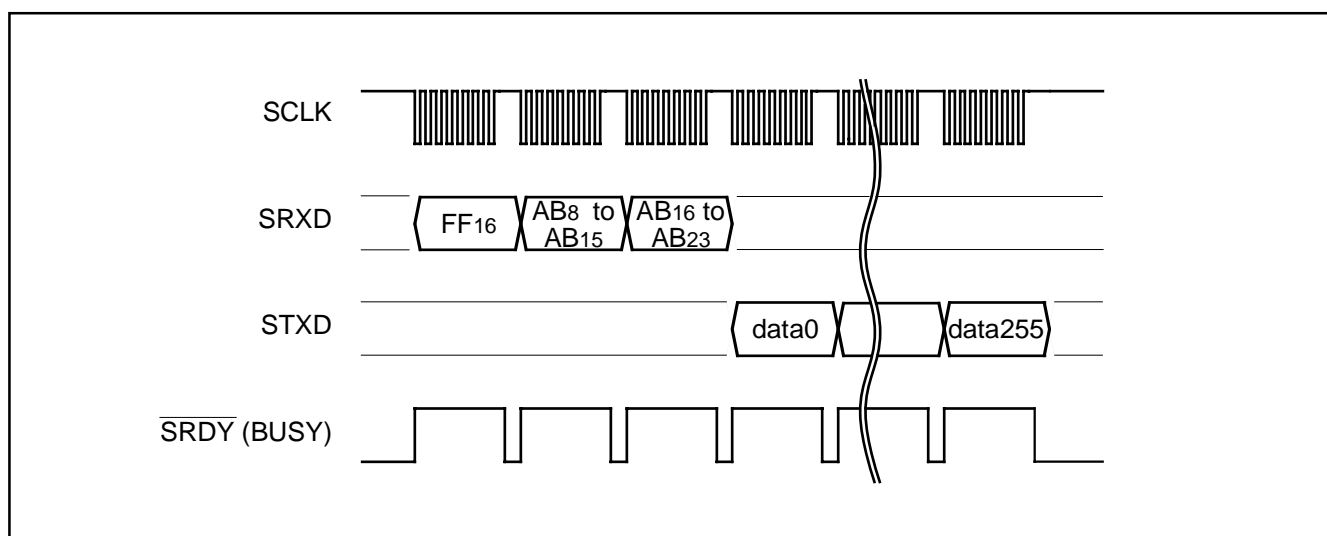 SCLK
SRXD
FF16
AB8 to
AB15
AB16 to
AB23
STXD
data0
data255
SRDY (BUSY)